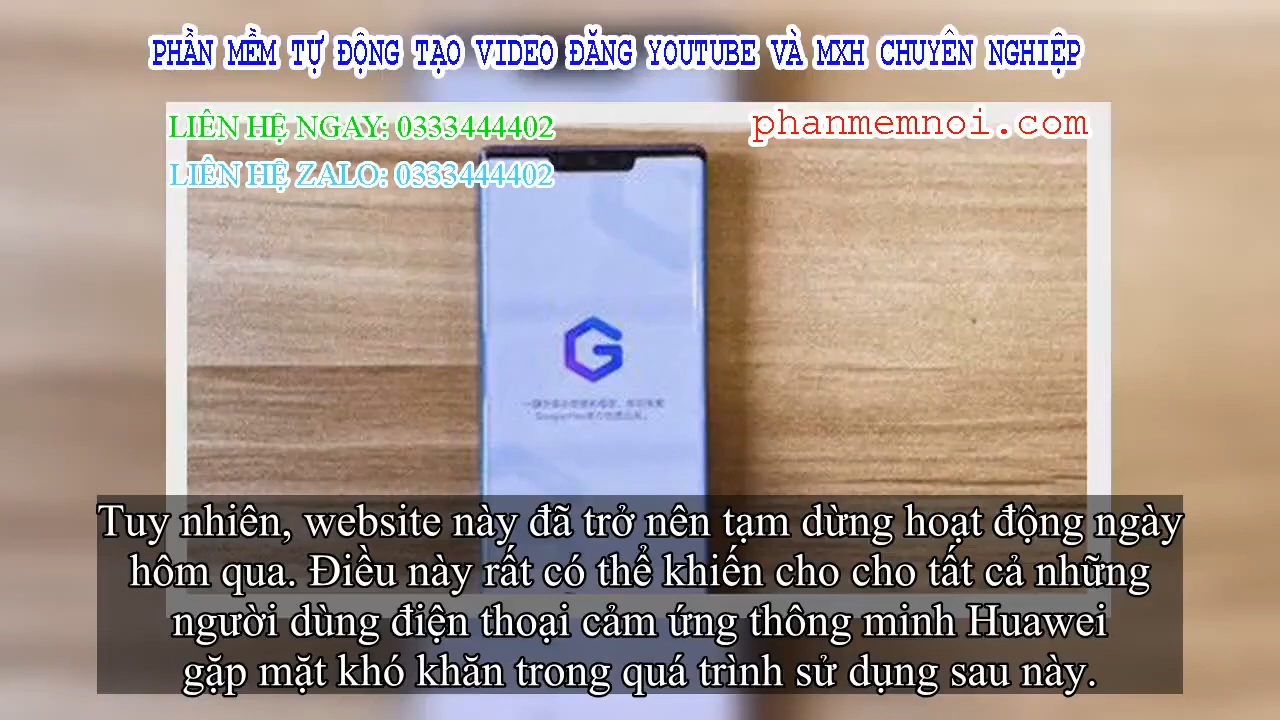 PHẦN MỀM TỰ ĐỘNG TẠO VIDEO ĐĂNG YOUTUBE VÀ MXH CHUYÊN NGHIỆP
LIÊN HỆ NGAY: 0333444402
phanmemnoi.com
LIÊN HỆ ZALO: 0333444402
Tuy nhiên, website này đã trở nên tạm dừng hoạt động ngày
hôm qua. Điều này rất có thể khiến cho cho tất cả những
người dùng điện thoại cảm ứng thông minh Huawei
gặp mặt khó khăn trong quá trình sử dụng sau này.